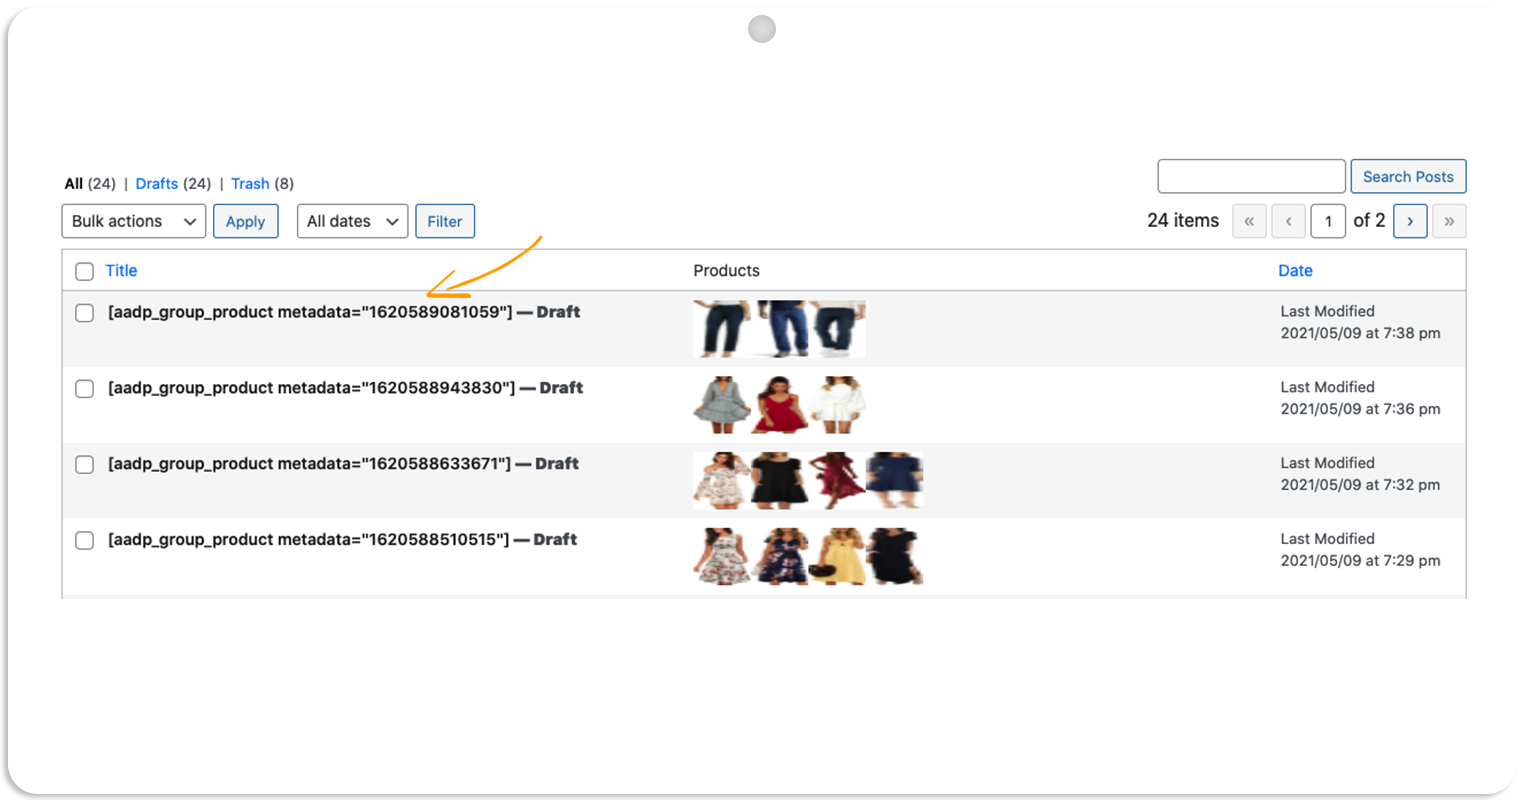 All (24) | Drafts (24) | Trash (8)
Search Posts
Bulk actions Apply All dates Filter
24 items « ‹ 1 of 2 › »
Title Products Date
[aadp_group_product metadata="1620589081059"] — Draft
Last Modified
2021/05/09 at 7:38 pm
[aadp_group_product metadata="1620588943830"] — Draft
Last Modified
2021/05/09 at 7:36 pm
[aadp_group_product metadata="1620588633671"] — Draft
Last Modified
2021/05/09 at 7:32 pm
[aadp_group_product metadata="1620588510515"] — Draft
Last Modified
2021/05/09 at 7:29 pm